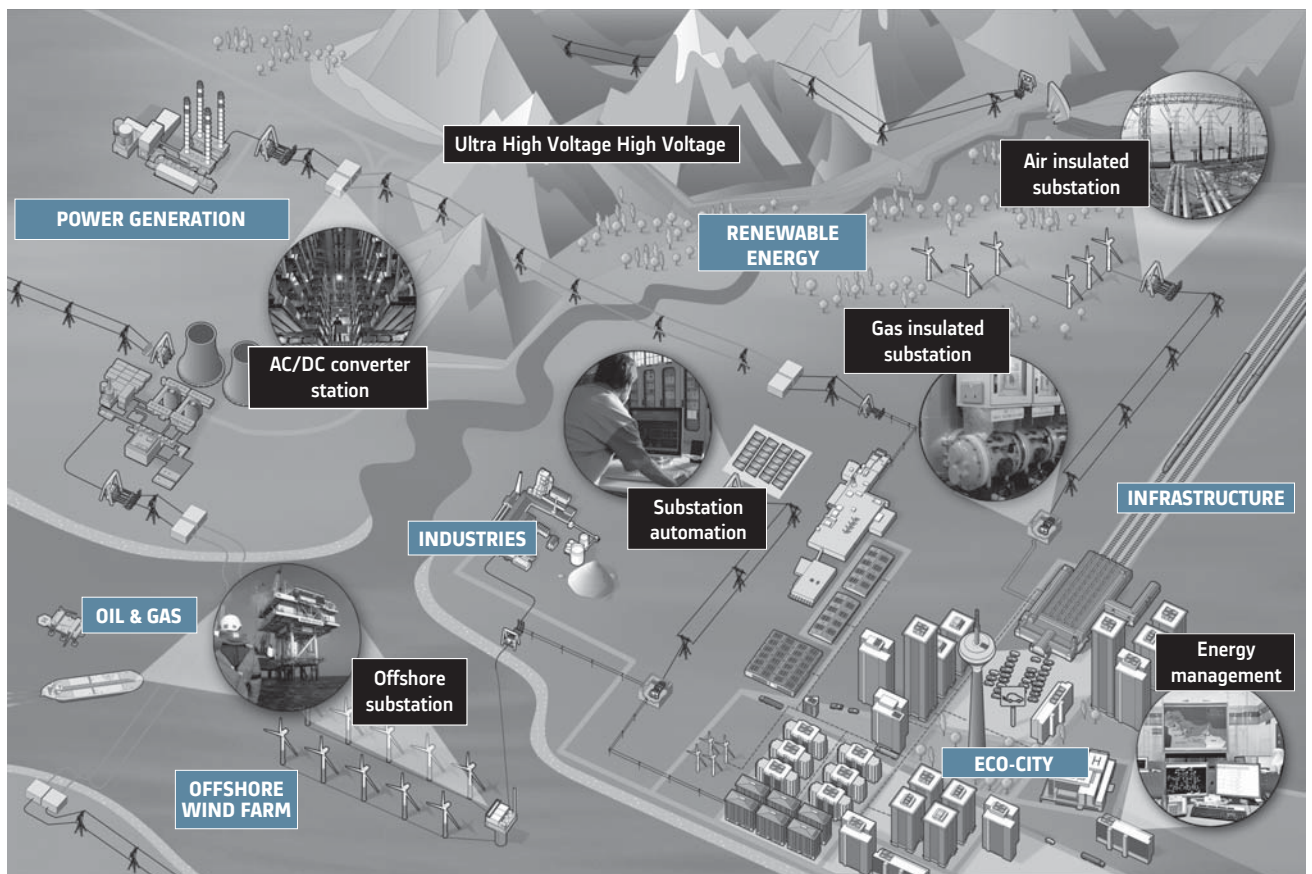 Ultra High Voltage High Voltage
Air insulated
substation
POWER GENERATION
RENEWABLE
ENERGY
Gas insulated
substation
AC/DC converter
station
INFRASTRUCTURE
Substation
automation
INDUSTRIES
OIL & GAS
Offshore
substation
Energy
management
ECO-CITY
H
OFFSHORE
WIND FARM